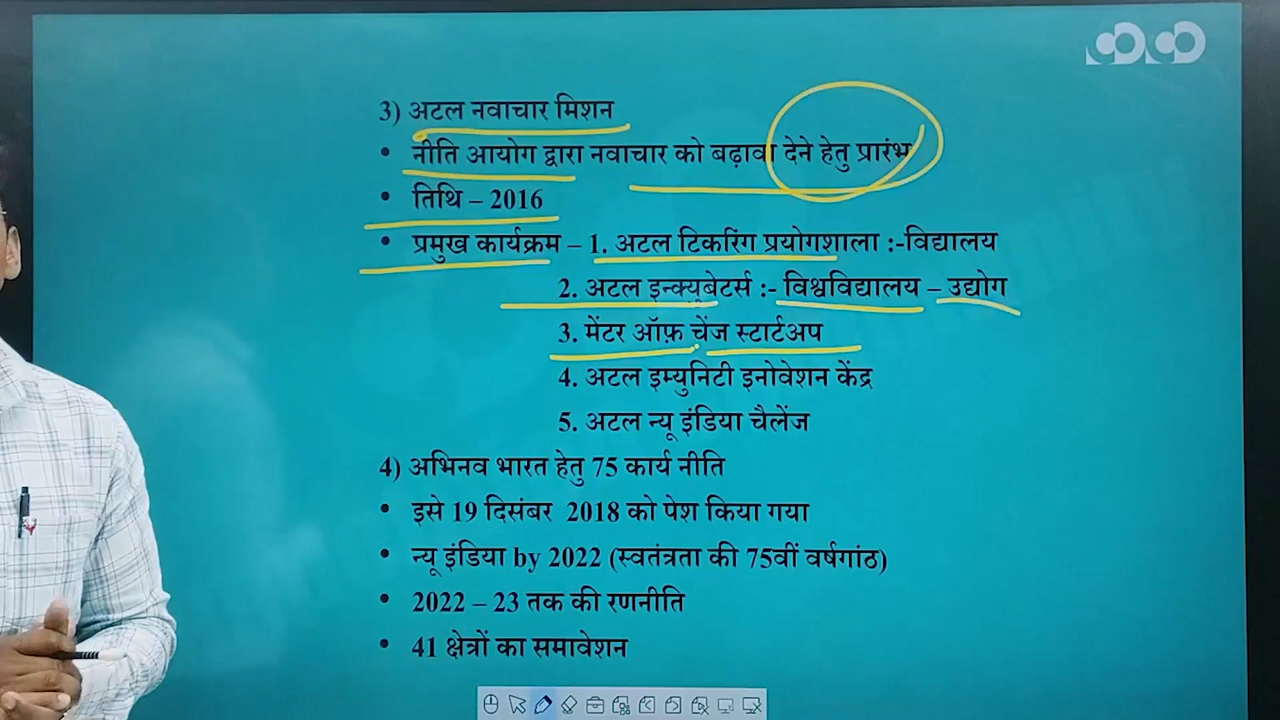 3) अटल नवाचार मिशन
• नीति आयोग द्वारा नवाचार को बढ़ावा देने हेतु प्रारंभ
• तिथि – 2016
• प्रमुख कार्यक्रम – 1. अटल टिकरिंग प्रयोगशाला :-विद्यालय
2. अटल इन्क्युबेटर्स :- विश्वविद्यालय – उद्योग
3. मेंटर ऑफ़ चेंज स्टार्टअप
4. अटल इम्युनिटी इनोवेशन केंद्र
5. अटल न्यू इंडिया चैलेंज
4) अभिनव भारत हेतु 75 कार्य नीति
• इसे 19 दिसंबर 2018 को पेश किया गया
• न्यू इंडिया by 2022 (स्वतंत्रता की 75वीं वर्षगांठ)
• 2022 – 23 तक की रणनीति
• 41 क्षेत्रों का समावेशन